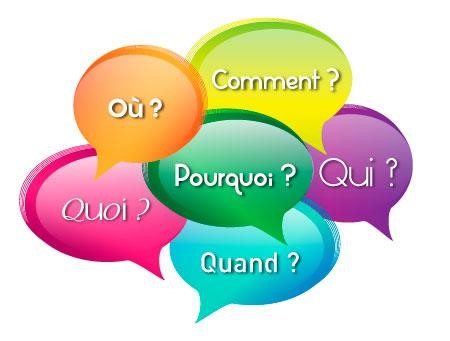 Comment ?
Où ?
Pourquoi ?
Qui ?
Quoi ?
Quand ?